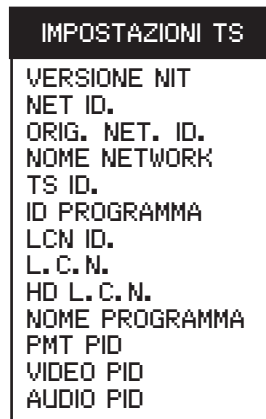 IMPOSTAZIONI TS
VERSIONE NIT
NET ID.
ORIG. NET. ID.
NOME NETWORK
TS ID.
ID PROGRAMMA
LCN ID.
L.C.N.
HD L.C.N.
NOME PROGRAMMA
PMT PID
VIDEO PID
AUDIO PID